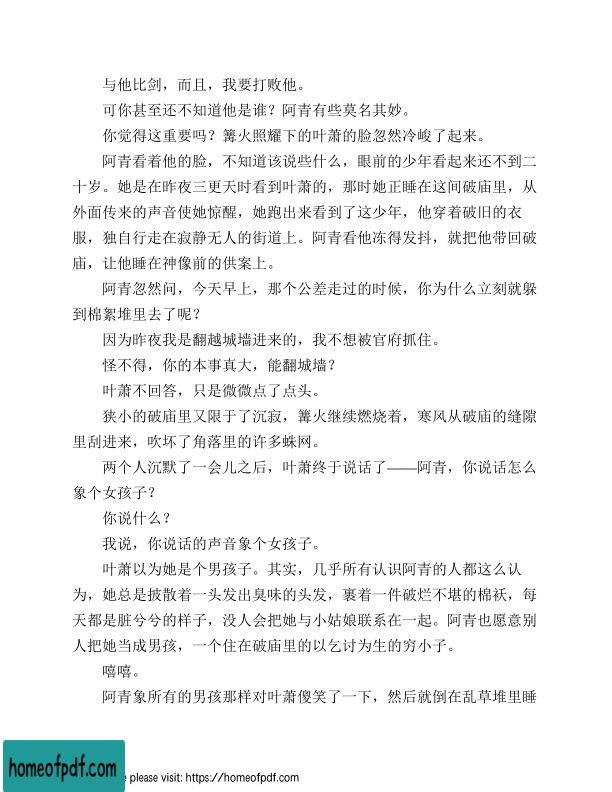 与他比剑，而且，我要打败他。
可你甚至还不知道他是谁？阿青有些莫名其妙。
你觉得这重要吗？篝火照耀下的叶萧的脸忽然冷峻了起来。
阿青看着他的脸，不知道该说些什么，眼前的少年看起来还不到二
十岁。她是在昨夜三更天时看到叶萧的，那时她正睡在这间破庙里，从
外面传来的声音使她惊醒，她跑出来看到了这少年，他穿着破旧的衣
服，独自行走在寂静无人的街道上。阿青看他冻得发抖，就把他带回破
庙，让他睡在神像前的供案上。
阿青忽然问，今天早上，那个公差走过的时候，你为什么立刻就躲
到棉絮堆里去了呢？
因为昨夜我是翻越城墙进来的，我不想被官府抓住。
怪不得，你的本事真大，能翻城墙？
叶萧不回答，只是微微点了点头。
狭小的破庙里又限于了沉寂，篝火继续燃烧着，寒风从破庙的缝隙
里刮进来，吹坏了角落里的许多蛛网。
两个人沉默了一会儿之后，叶萧终于说话了——阿青，你说话怎么
象个女孩子？
你说什么？
我说，你说话的声音象个女孩子。
叶萧以为她是个男孩子。其实，几乎所有认识阿青的人都这么认
为，她总是披散着一头发出臭味的头发，裹着一件破烂不堪的棉袄，每
天都是脏兮兮的样子，没人会把她与小姑娘联系在一起。阿青也愿意别
人把她当成男孩，一个住在破庙里的以乞讨为生的穷小子。
嘻嘻。
阿青象所有的男孩那样对叶萧傻笑了一下，然后就倒在乱草堆里睡
homeofpdf.com
e please visit: https://homeofpdf.com